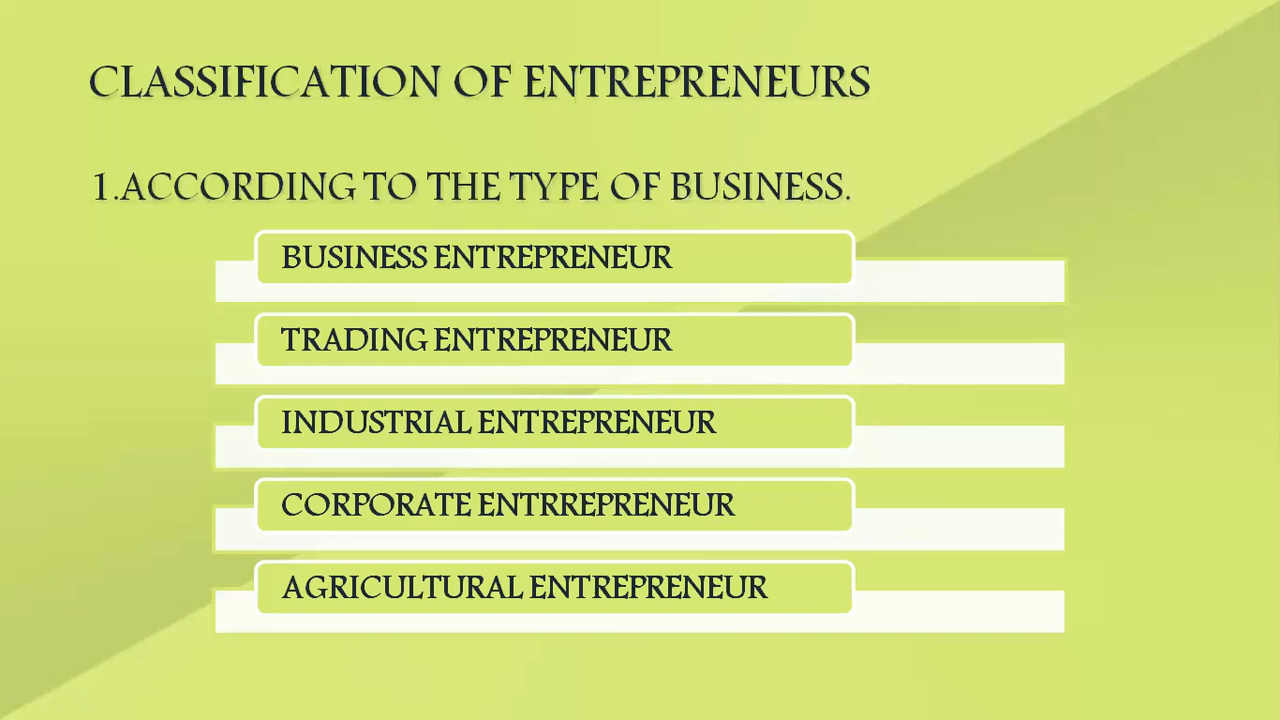 CLASSIFICATION OF ENTREPRENEURS
1.ACCORDING TO THE TYPE OF BUSINESS.
BUSINESS ENTREPRENEUR
TRADING ENTREPRENEUR
INDUSTRIAL ENTREPRENEUR
CORPORATE ENTRREPRENEUR
AGRICULTURAL ENTREPRENEUR